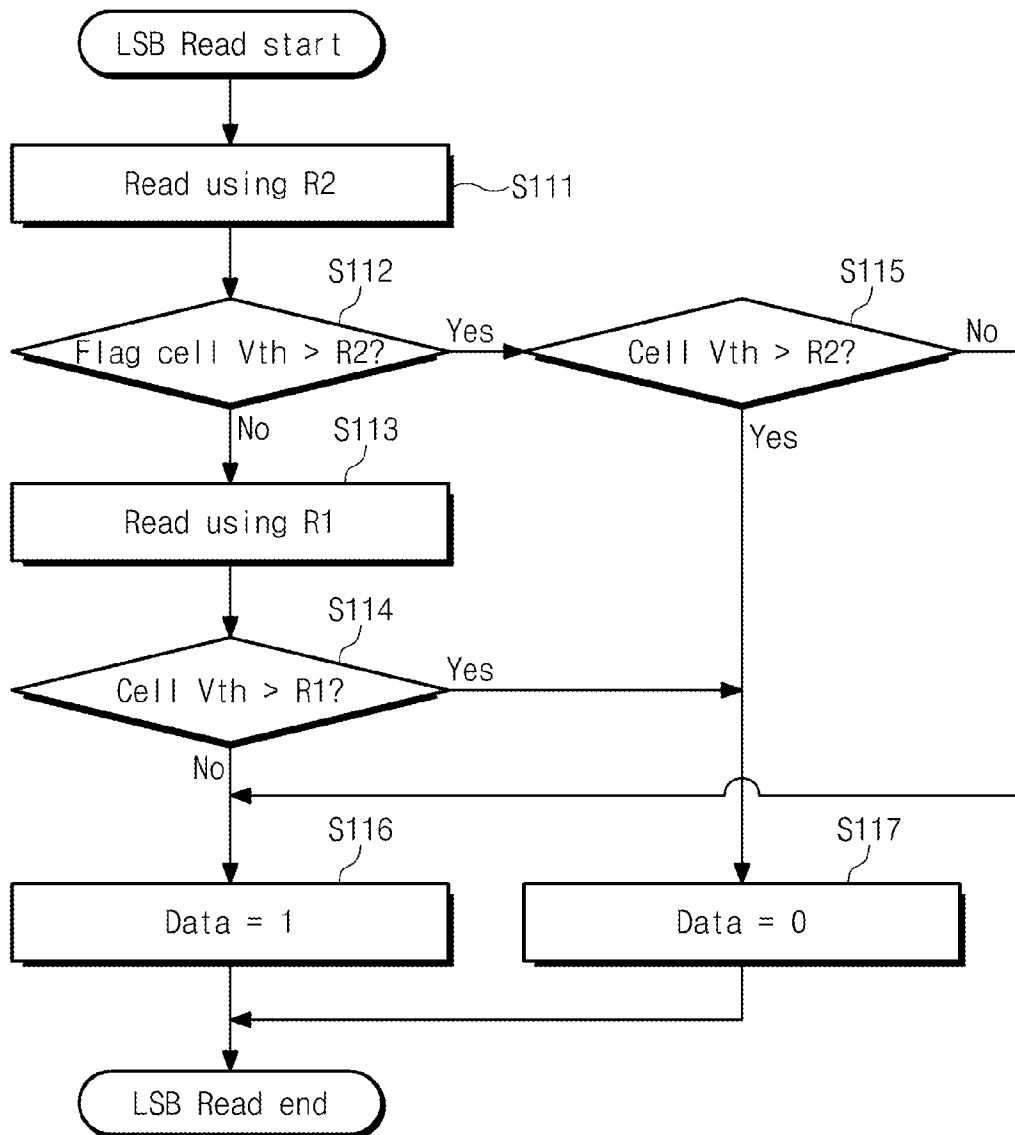 LSB Read start
Read using R2
S111
S112
S115
Flag cell Vth > R2?
Yes
Cell Vth > R2?
No
No
Yes
S113
Read using R1
S114
Cell Vth > R1?
Yes
No
S116
S117
Data = 1
Data = 0
LSB Read end